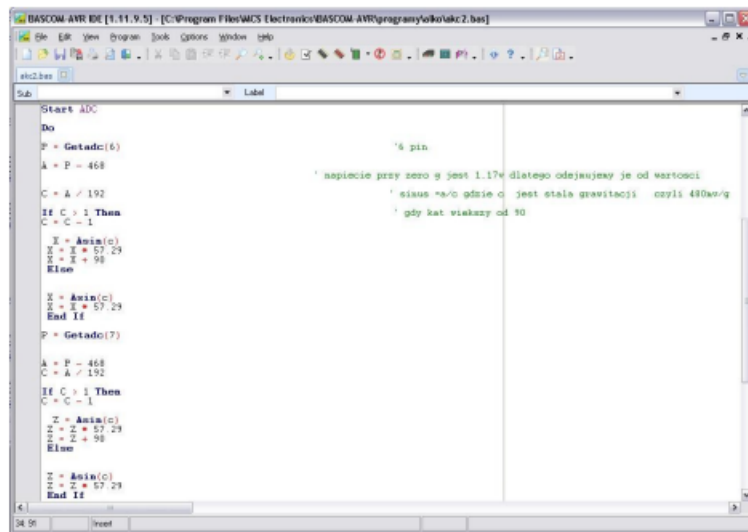 BASCOM-AVR IDE [1.11.9.5] - [C:\Program Files\MCS Electronics\BASCOM-AVR\programy\alko\akc2.bas]
File Edit View Program Tools Options Window Help
akc2.bas
Sub Label
Start ADC
Do
P = Getadc(6) '6 pin
A = P - 468
' napiecie przy zero g jest 1.17v dlatego odejmujemy je od wartosci
C = A / 192 ' sinus =a/c gdzie c jest stala grawitacji czyli 480mv/g
If C > 1 Then ' gdy kat wiekszy od 90
C = C - 1
X = Asin(c)
X = X * 57.29
X = X + 90
Else
X = Asin(c)
X = X * 57.29
End If
P = Getadc(7)
A = P - 468
C = A / 192
If C > 1 Then
C = C - 1
Z = Asin(c)
Z = Z * 57.29
Z = Z + 90
Else
Z = Asin(c)
Z = Z * 57.29
End If
34: 91 Insert